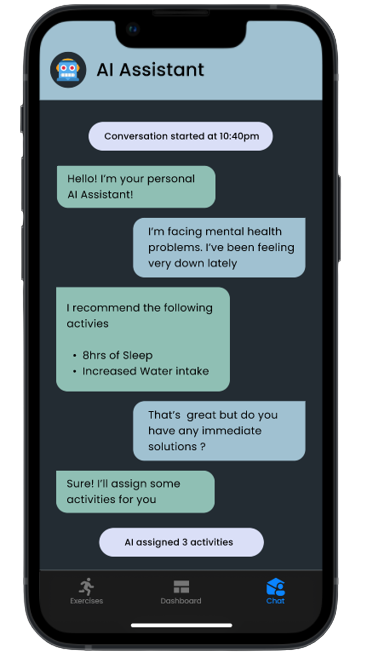 AI Assistant
Conversation started at 10:40pm
Hello! I'm your personal
AI Assistant!
I'm facing mental health
problems. I've been feeling
very down lately
I recommend the following
activies
• 8hrs of Sleep
• Increased Water intake
That's great but do you
have any immediate
solutions ?
Sure! I'll assign some
activities for you
AI assigned 3 activities
Exercises
Dashboard
Chat